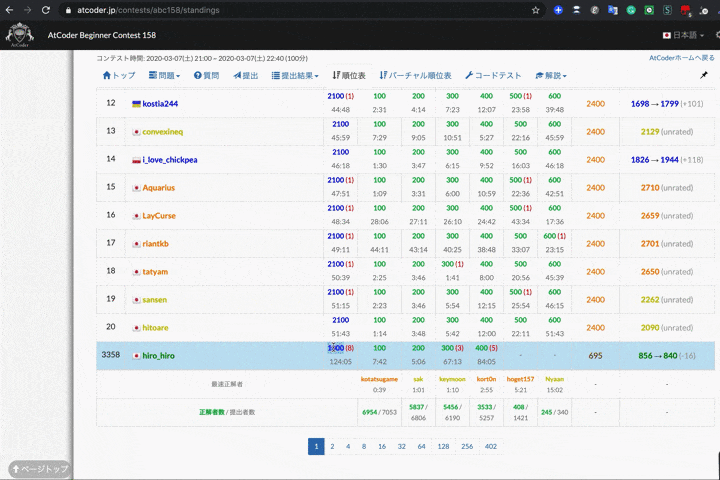 atcoder.jp/contests/abc158/standings
AtCoder Beginner Contest 158
日本語
AtCoder
コンテスト時間: 2020-03-07(土) 21:00 ~ 2020-03-07(土) 22:40 (100分)
AtCoderホームへ戻る
トップ 問題 質問 提出 提出結果 順位表 バーチャル順位表 コードテスト 解説
12 kostia244 2100 (1) 100 200 300 400 500 (1) 600 2400 1698 → 1799 (+101)
44:48 2:31 4:14 7:23 12:07 23:58 39:48
13 convexineq 2100 100 200 300 400 500 600 2400 2129 (unrated)
45:59 7:29 9:05 10:51 5:27 22:16 45:59
14 i_love_chickpea 2100 100 200 300 400 500 600 2400 1826 → 1944 (+118)
46:18 1:30 3:47 6:15 9:52 16:03 46:18
15 Aquarius 2100 (1) 100 200 300 400 500 (1) 600 2400 2710 (unrated)
47:51 1:09 3:31 6:00 10:59 22:36 42:51
16 LayCurse 2100 (1) 100 200 300 400 500 (1) 600 2400 2659 (unrated)
48:34 28:06 27:11 26:10 24:42 43:34 17:36
17 riantkb 2100 (1) 100 200 300 400 500 600 (1) 2400 2701 (unrated)
49:11 44:11 43:14 40:25 38:48 33:07 23:15
18 tatyam 2100 (1) 100 200 300 (1) 400 500 600 2400 2650 (unrated)
50:39 2:25 3:46 1:41 8:00 20:56 45:39
19 sansen 2100 (1) 100 200 300 400 500 (1) 600 2400 2262 (unrated)
51:15 2:23 3:46 5:54 12:15 25:54 46:15
20 hitoare 2100 100 200 300 400 500 600 2400 2090 (unrated)
51:43 1:14 3:48 5:42 12:00 22:11 51:43
3358 hiro_hiro (8) 100 200 300 (3) 400 (5) - - 695 856 → 840 (-16)
124:05 7:42 5:06 67:13 84:05
最速正解者 kotatsugame sak keymoon kort0n hoget157 Nyaan - -
0:39 1:01 1:10 2:55 5:21 15:02
正解者数 / 提出者数 6954 / 7053 5837 / 6806 5456 / 6190 3533 / 5257 408 / 1421 245 / 340 - -
1 2 4 8 16 32 64 128 256 402
ページトップ